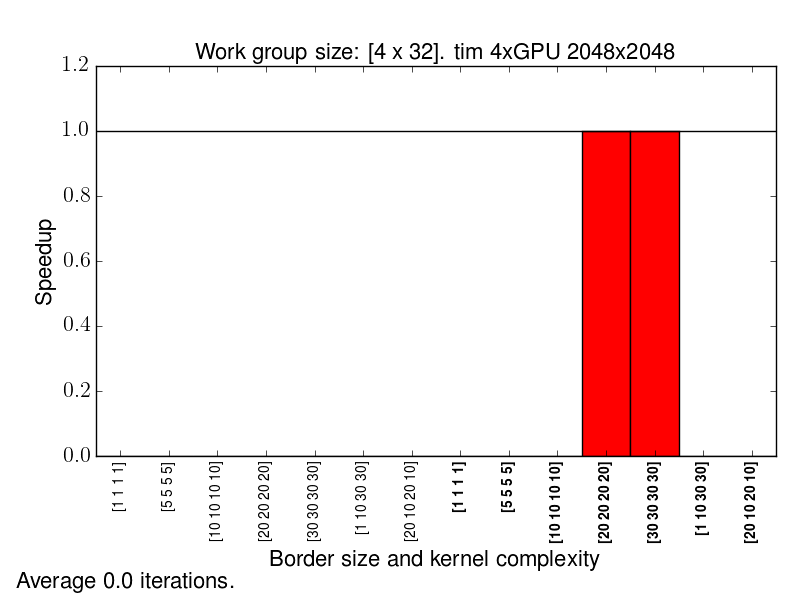 Work group size: [4 x 32]. tim 4xGPU 2048x2048
1.2
1.0
0.8
0.6
0.4
0.2
0.0
Speedup
[1 1 1 1]
[5 5 5 5]
[10 10 10 10]
[20 20 20 20]
[30 30 30 30]
[1 10 30 30]
[20 10 20 10]
[1 1 1 1]
[5 5 5 5]
[10 10 10 10]
[20 20 20 20]
[30 30 30 30]
[1 10 30 30]
[20 10 20 10]
Border size and kernel complexity
Average 0.0 iterations.